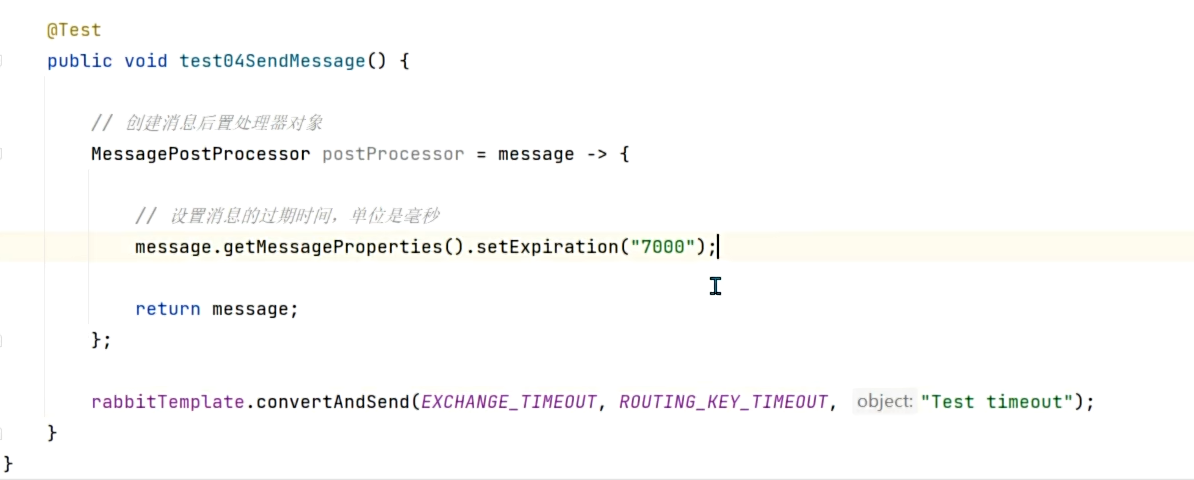 @Test
public void test04SendMessage() {
// 创建消息后置处理器对象
MessagePostProcessor postProcessor = message -> {
// 设置消息的过期时间，单位是毫秒
message.getMessageProperties().setExpiration("7000");
return message;
};
rabbitTemplate.convertAndSend(EXCHANGE_TIMEOUT, ROUTING_KEY_TIMEOUT, object: "Test timeout");
}
}